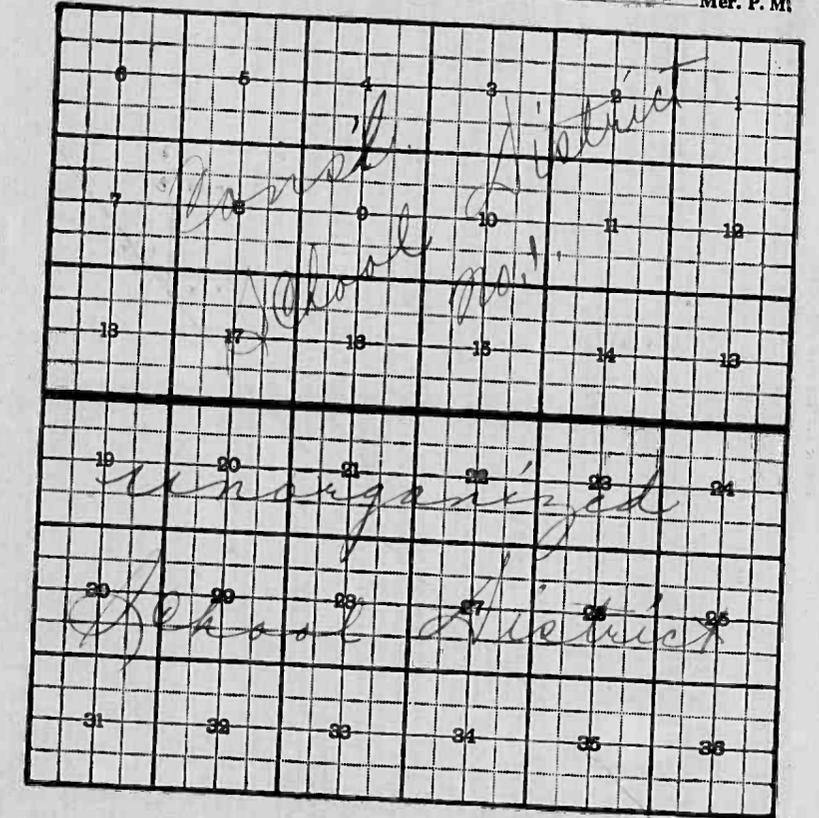 Mer. P. M.
6 5 4 3 2 1
Consl. District
7 8 9 10 11 12
School No. 1
18 17 16 15 14 13
19 20 21 22 23 24
Unorganized
30 29 28 27 26 25
School District
31 32 33 34 35 36